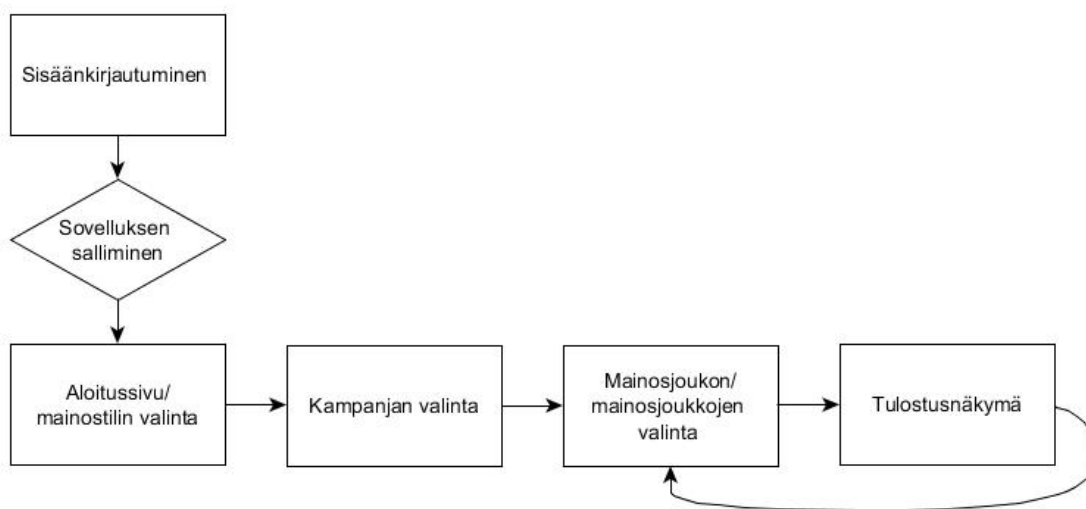 Sisäänkirjautuminen
Sovelluksen
salliminen
Aloitussivu/
mainostilin valinta
Kampanjan valinta
Mainosjoukon/
mainosjoukkojen
valinta
Tulostusnäkymä